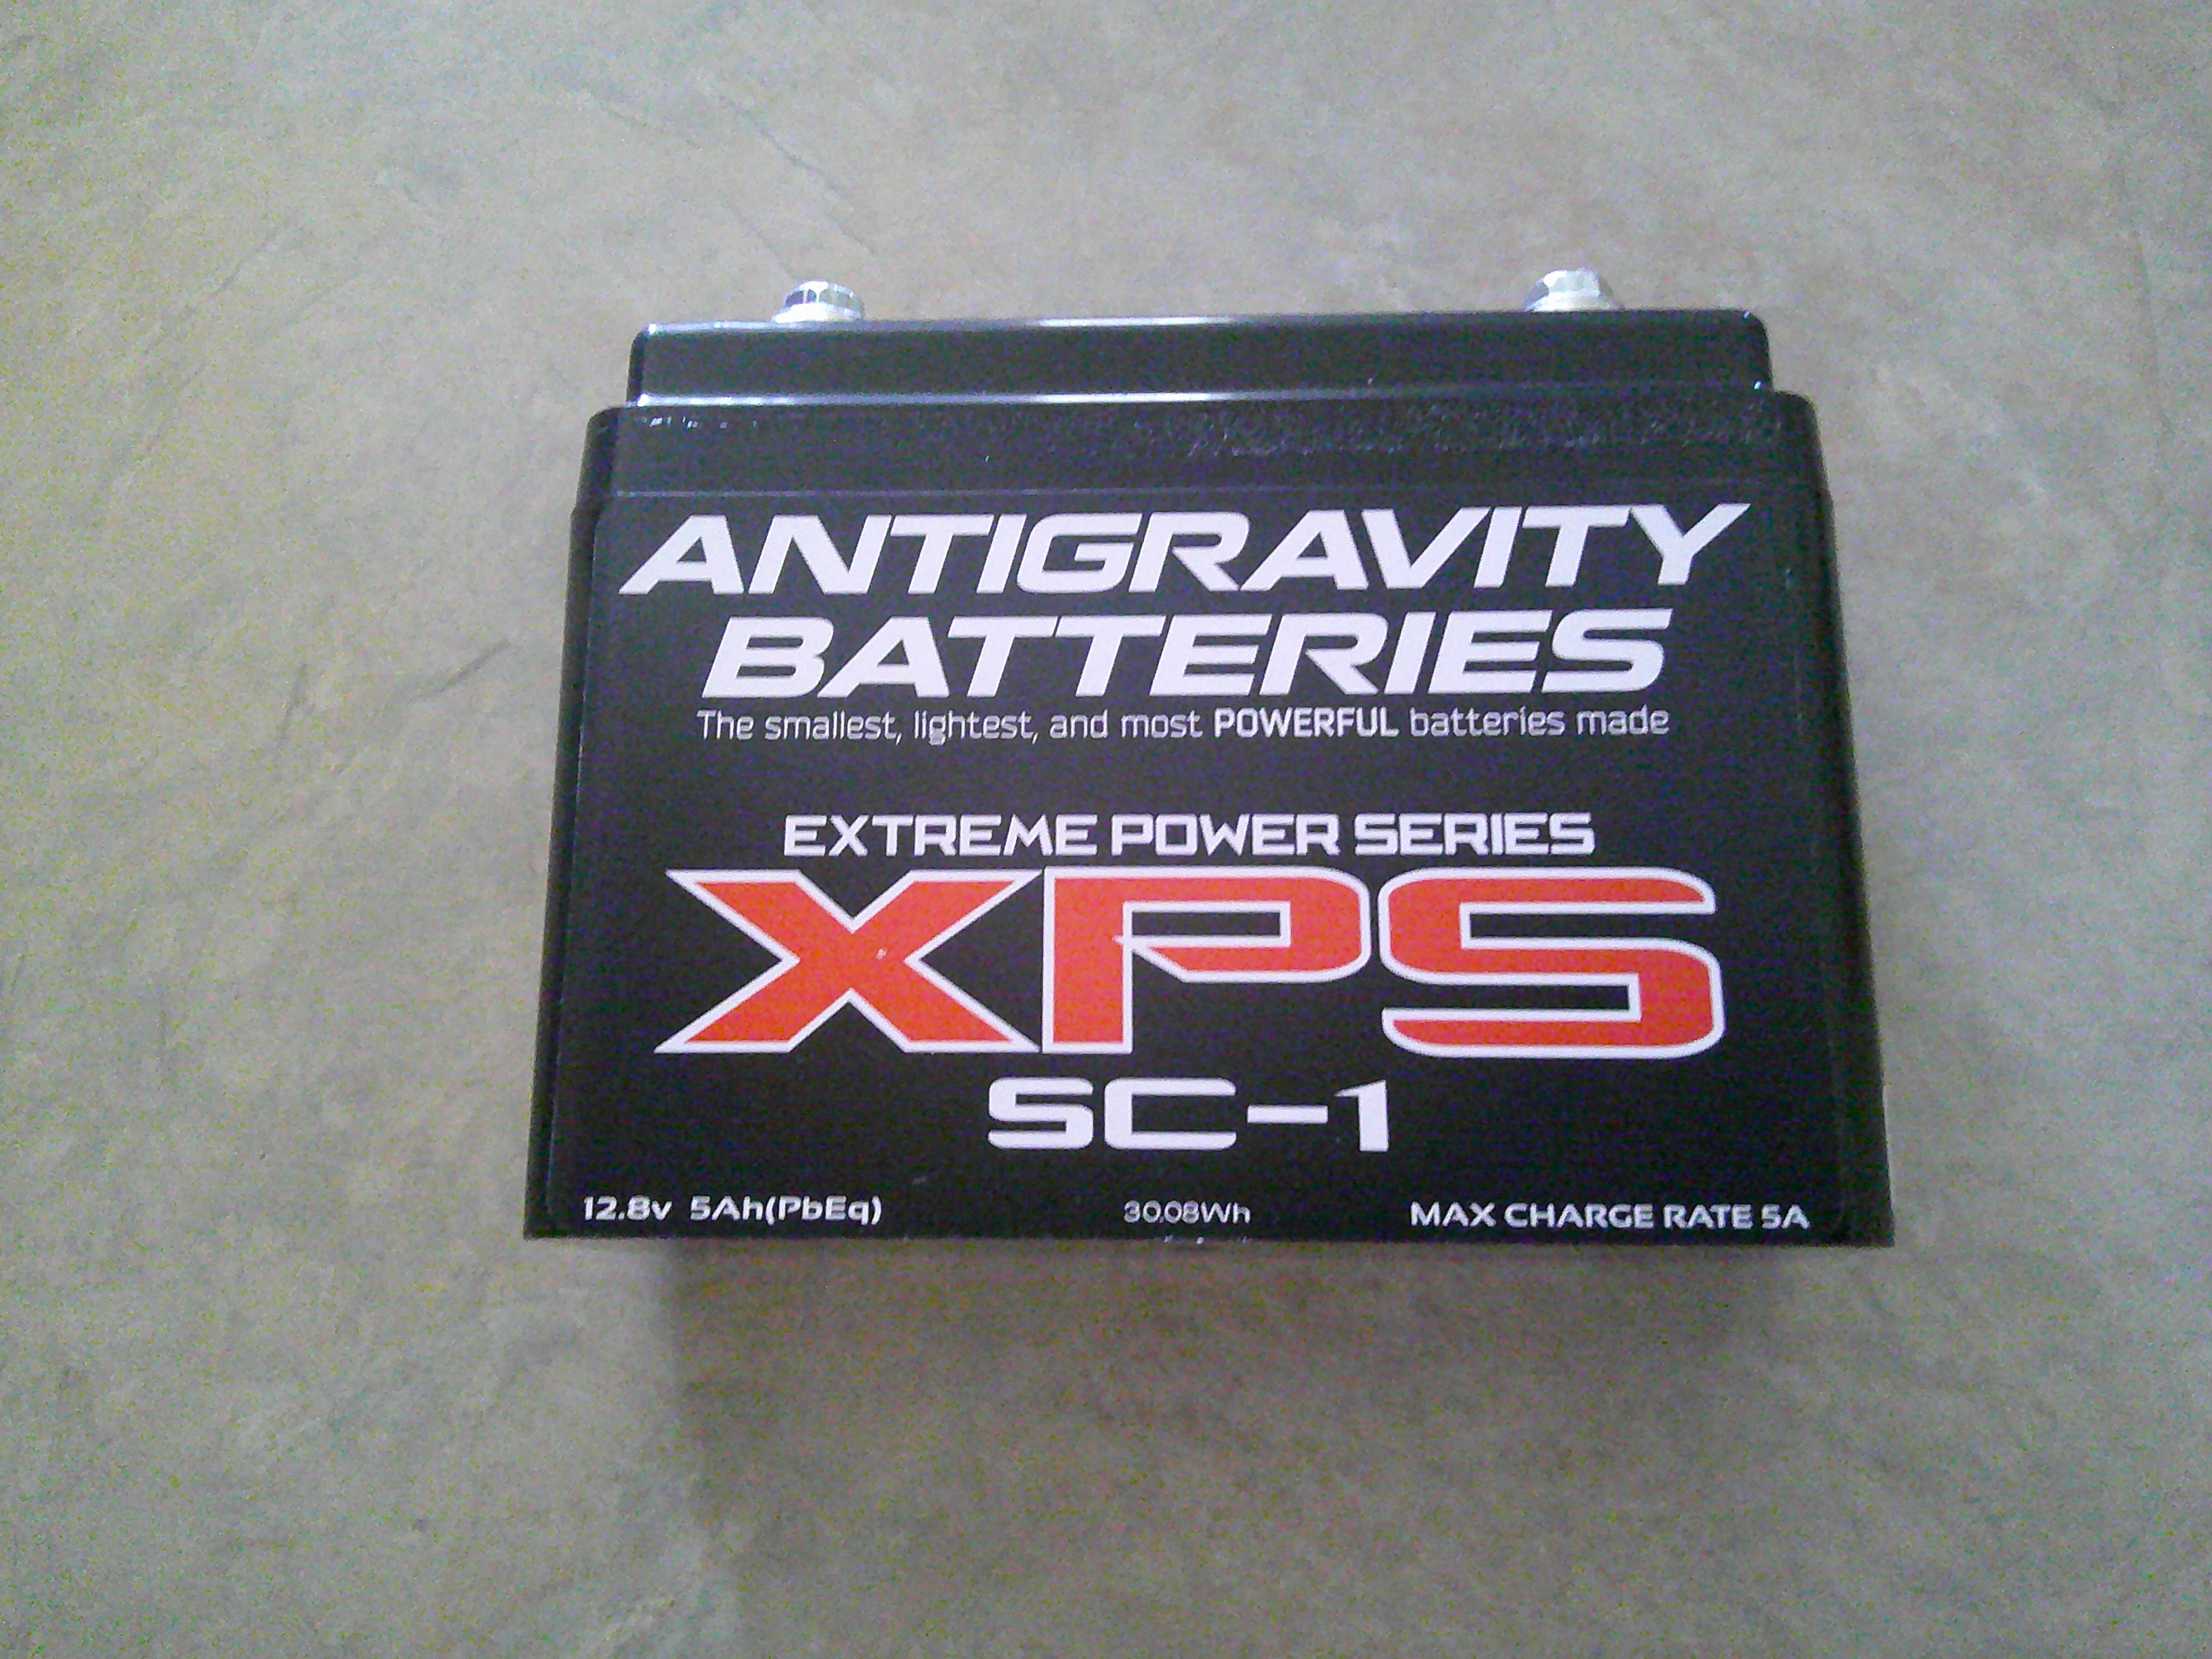 ANTIGRAVITY
BATTERIES
The smallest, lightest, and most POWERFUL batteries made
EXTREME POWER SERIES
XPS
SC-1
12.8v 5Ah(PbEq) 30.08Wh MAX CHARGE RATE 5A